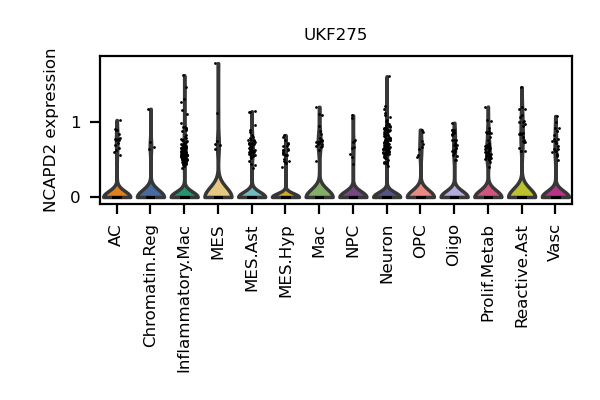 UKF275
NCAPD2 expression
1
0
AC
Chromatin.Reg
Inflammatory.Mac
MES
MES.Ast
MES.Hyp
Mac
NPC
Neuron
OPC
Oligo
Prolif.Metab
Reactive.Ast
Vasc